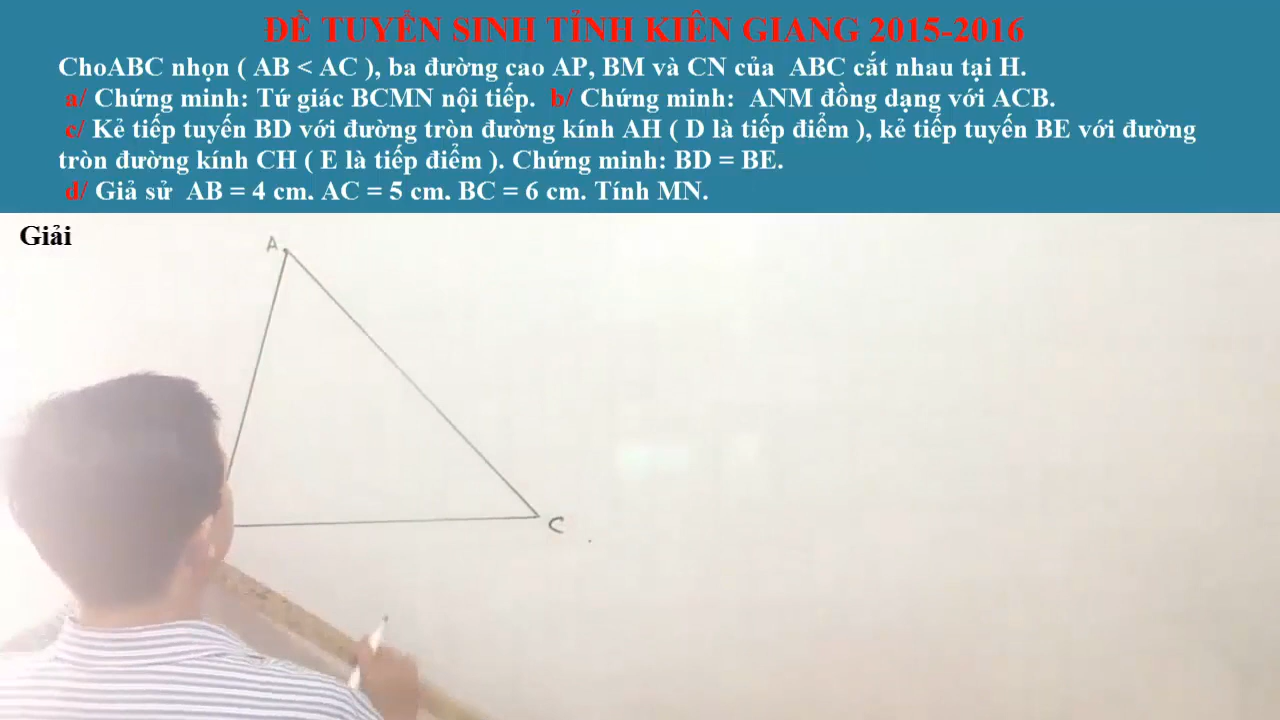 ĐỀ TUYỂN SINH TỈNH KIÊN GIANG 2015-2016
ChoABC nhọn ( AB < AC ), ba đường cao AP, BM và CN của ABC cắt nhau tại H.
a/ Chứng minh: Tứ giác BCMN nội tiếp. b/ Chứng minh: ANM đồng dạng với ACB.
c/ Kẻ tiếp tuyến BD với đường tròn đường kính AH ( D là tiếp điểm ), kẻ tiếp tuyến BE với đường
tròn đường kính CH ( E là tiếp điểm ). Chứng minh: BD = BE.
d/ Giả sử AB = 4 cm. AC = 5 cm. BC = 6 cm. Tính MN.
Giải
A
C